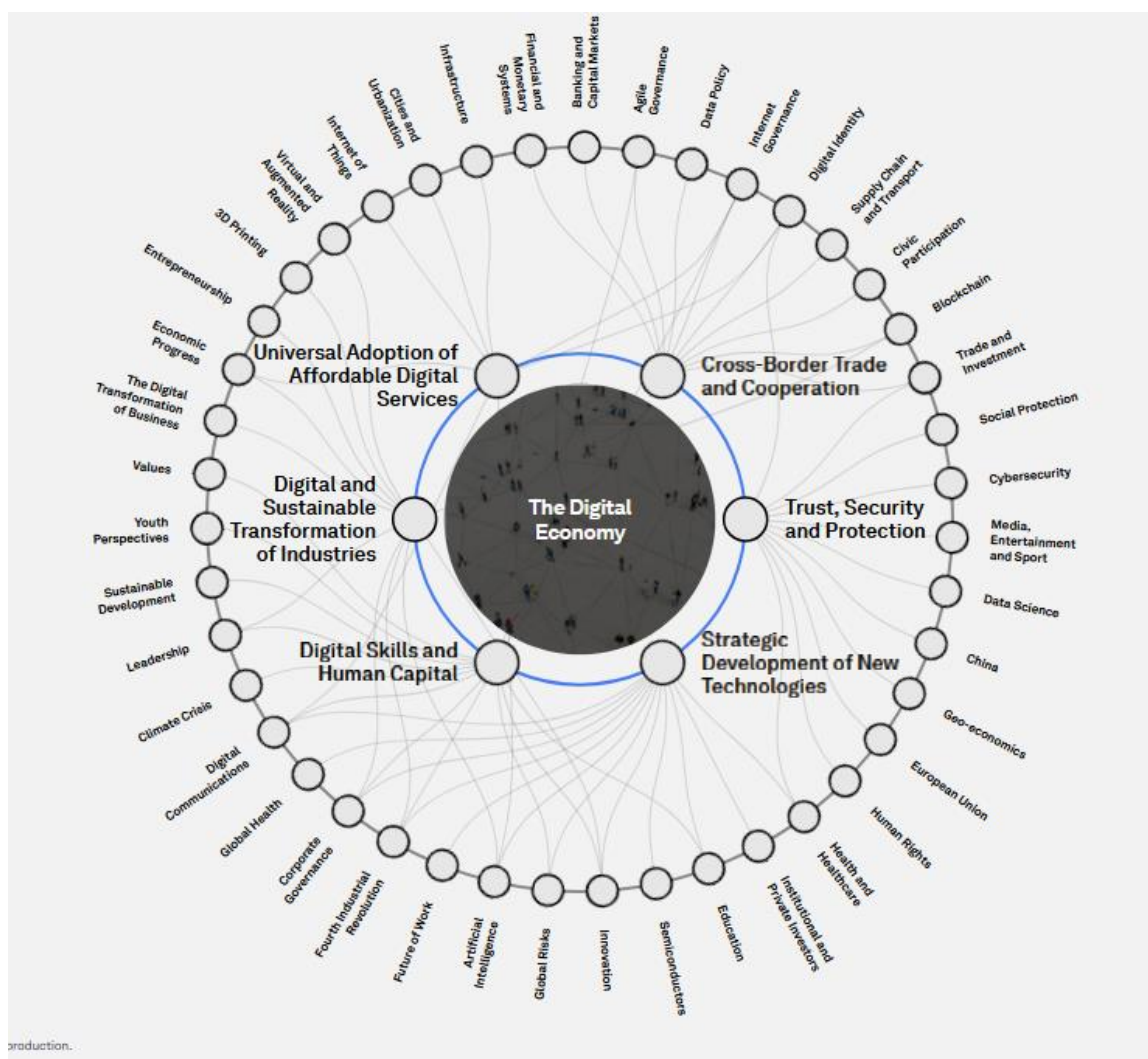 Banking and
Capital Markets
Agile
Governance
Data Policy
Internet
Governance
Digital Identity
Supply Chain
and Transport
Civic
Participation
Blockchain
Trade and
Investment
Social Protection
Cybersecurity
Media,
Entertainment
and Sport
Data Science
China
Geo-economics
European Union
Human Rights
Health and
Healthcare
Institutional and
Private Investors
Education
Semiconductors
Innovation
Global Risks
Artificial
Intelligence
Future of Work
Fourth Industrial
Revolution
Corporate
Governance
Global Health
Digital
Communications
Climate Crisis
Leadership
Sustainable
Development
Youth
Perspectives
Values
The Digital
Transformation
of Business
Economic
Progress
Entrepreneurship
3D Printing
Virtual and
Augmented
Reality
Internet of
Things
Cities and
Urbanization
Infrastructure
Financial and
Monetary
Systems
Universal Adoption of
Affordable Digital
Services
Cross-Border Trade
and Cooperation
Digital and
Sustainable
Transformation
of Industries
The Digital
Economy
Trust, Security
and Protection
Digital Skills and
Human Capital
Strategic
Development of New
Technologies
production.